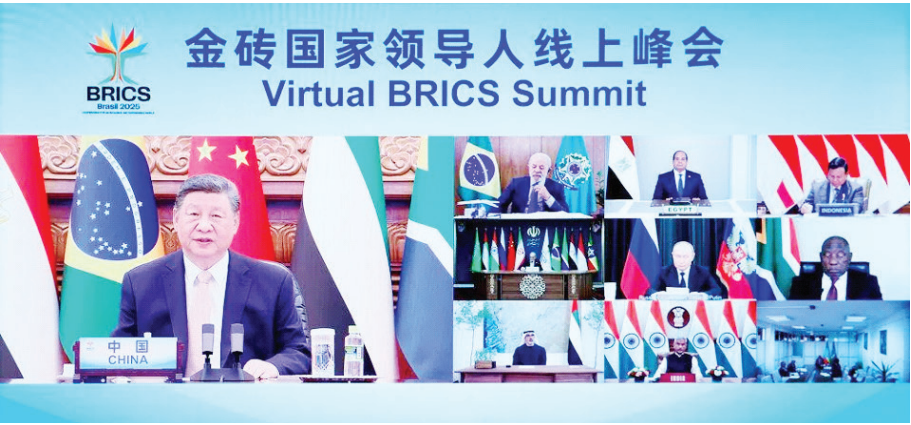 金砖国家领导人线上峰会
Virtual BRICS Summit
BRICS
Brasil 2025
中 国
CHINA
EGYPT
INDONESIA
INDIA